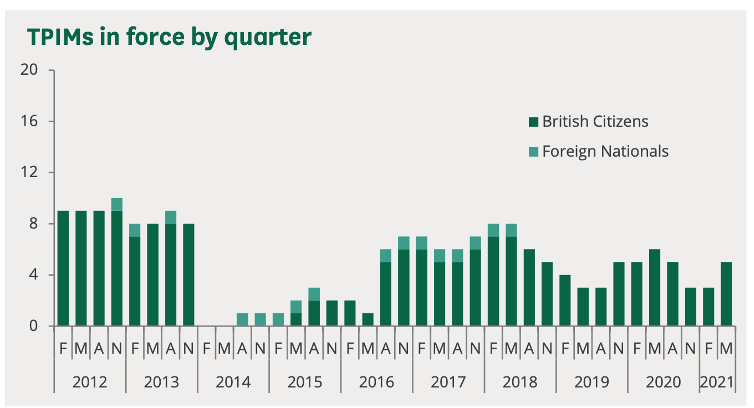 TPIMs in force by quarter
20
16
12
8
4
0
British Citizens
Foreign Nationals
F M A N F M A N F M A N F M A N F M A N F M A N F M A N F M A N F M A N F M
2012 2013 2014 2015 2016 2017 2018 2019 2020 2021